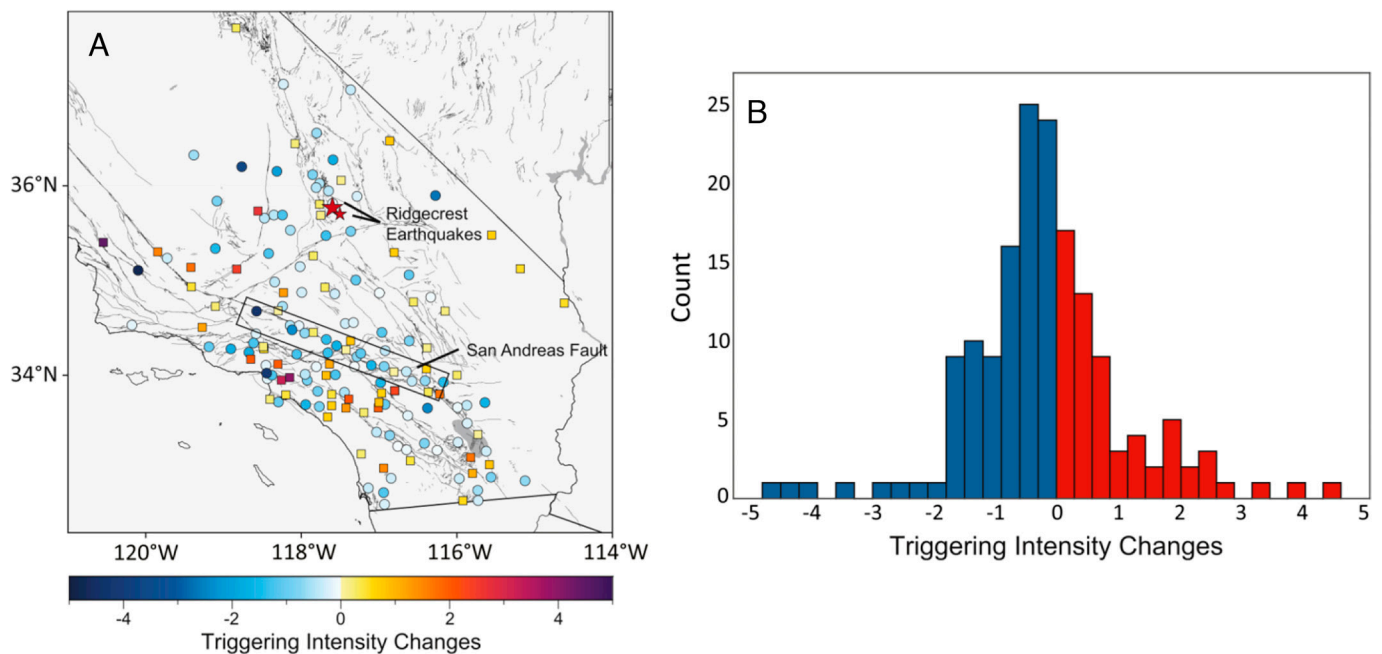 A
36°N
34°N
Ridgecrest
Earthquakes
San Andreas Fault
120°W 118°W 116°W 114°W
-4 -2 0 2 4
Triggering Intensity Changes
B
25
20
15
10
5
0
Count
-5 -4 -3 -2 -1 0 1 2 3 4 5
Triggering Intensity Changes